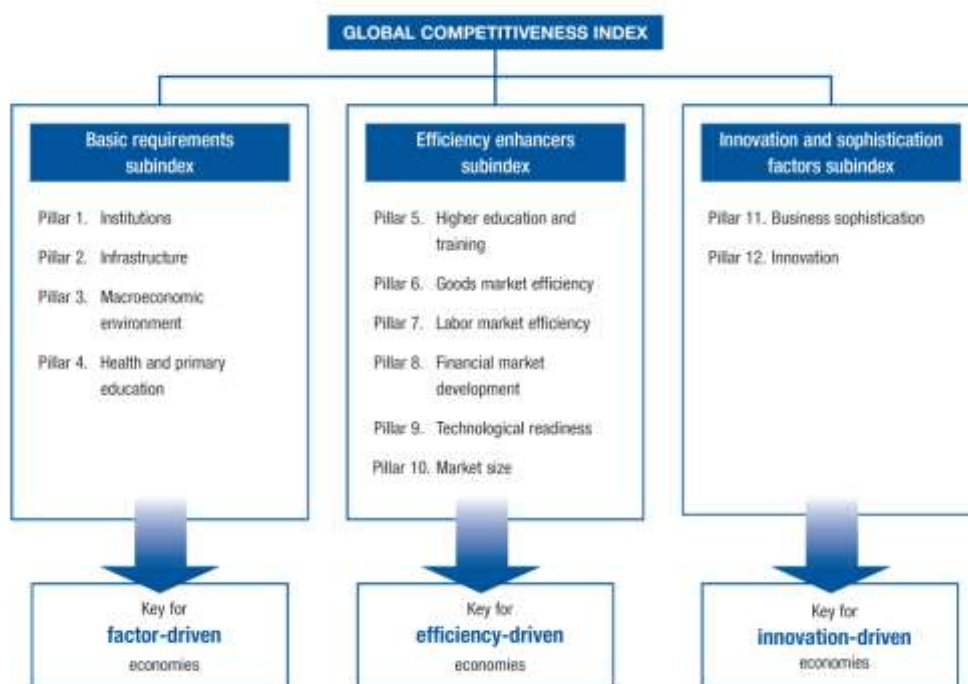 GLOBAL COMPETITIVENESS INDEX
Basic requirements
subindex
Pillar 1. Institutions
Pillar 2. Infrastructure
Pillar 3. Macroeconomic
environment
Pillar 4. Health and primary
education
Key for
factor-driven
economies
Efficiency enhancers
subindex
Pillar 5. Higher education and
training
Pillar 6. Goods market efficiency
Pillar 7. Labor market efficiency
Pillar 8. Financial market
development
Pillar 9. Technological readiness
Pillar 10. Market size
Key for
efficiency-driven
economies
Innovation and sophistication
factors subindex
Pillar 11. Business sophistication
Pillar 12. Innovation
Key for
innovation-driven
economies